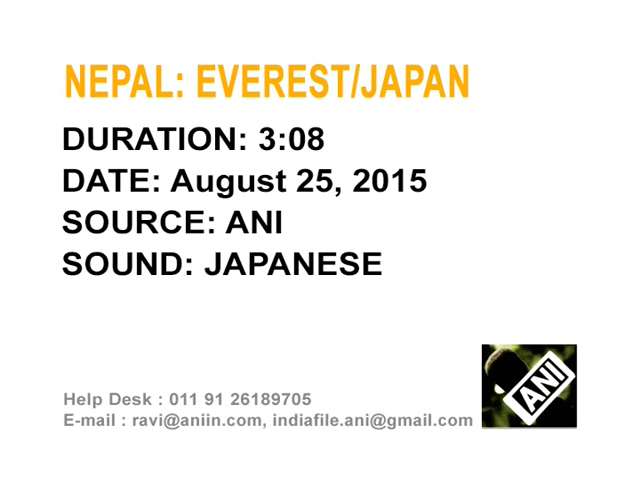 NEPAL: EVEREST/JAPAN
DURATION: 3:08
DATE: August 25, 2015
SOURCE: ANI
SOUND: JAPANESE
Help Desk : 011 91 26189705
E-mail : ravi@aniin.com, indiafile.ani@gmail.com
ANI